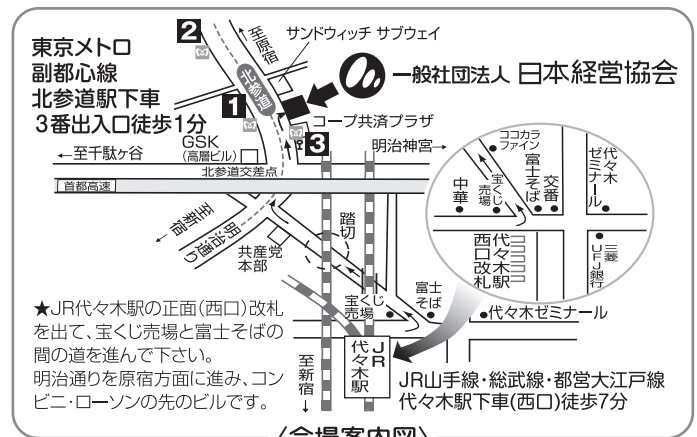 東京メトロ
副都心線
北参道駅下車
3番出入口徒歩1分
2
至原宿
サンドウィッチ サブウェイ
北参道
一般社団法人 日本経営協会
1
3
コープ共済プラザ
GSK
(高層ビル)
←至千駄ヶ谷
明治神宮→
北参道交差点
首都高速
至新宿
明治通り
共産党
本部
踏切
ココカラ
ファイン
中華
宝くじ
売場
富士そば
交番
代々木
ゼミナール
代々木駅
西口改札
三菱
UFJ銀行
宝くじ
売場
富士
そば
代々木ゼミナール
★JR代々木駅の正面(西口)改札
を出て、宝くじ売場と富士そばの
間の道を進んで下さい。
明治通りを原宿方面に進み、コン
ビニ・ローソンの先のビルです。
至新宿
↓
JR
代々木駅
JR山手線・総武線・都営大江戸線
代々木駅下車(西口)徒歩7分
〈会場案内図〉